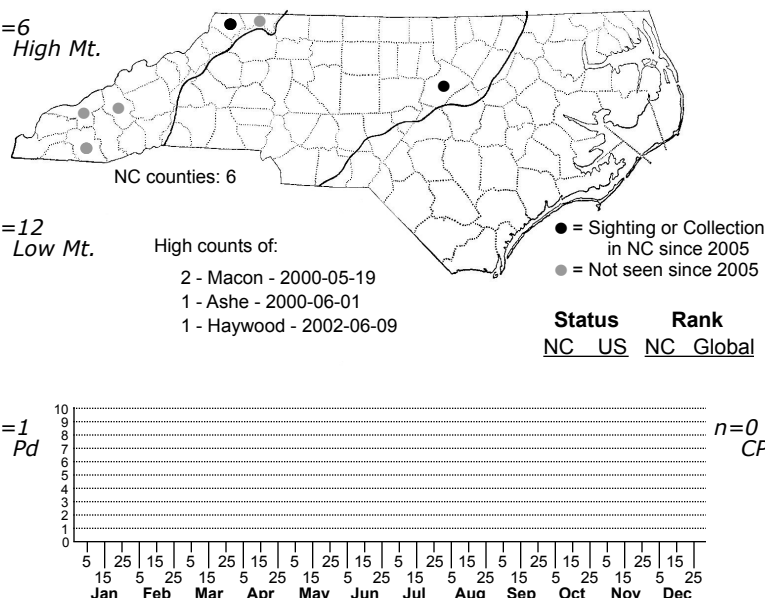 =6
High Mt.
NC counties: 6
=12
Low Mt.
High counts of:
2 - Macon - 2000-05-19
1 - Ashe - 2000-06-01
1 - Haywood - 2002-06-09
● = Sighting or Collection
in NC since 2005
● = Not seen since 2005
Status Rank
NC US NC Global
=1
Pd
n=0
CP
10
9
8
7
6
5
4
3
2
1
0
5 25 15 5 25 15 5 25 15 5 25 15 5 25 15 5 25 15
15 5 25 15 5 25 15 5 25 15 5 25 15 5 25 15 5 25
Jan Feb Mar Apr May Jun Jul Aug Sep Oct Nov Dec